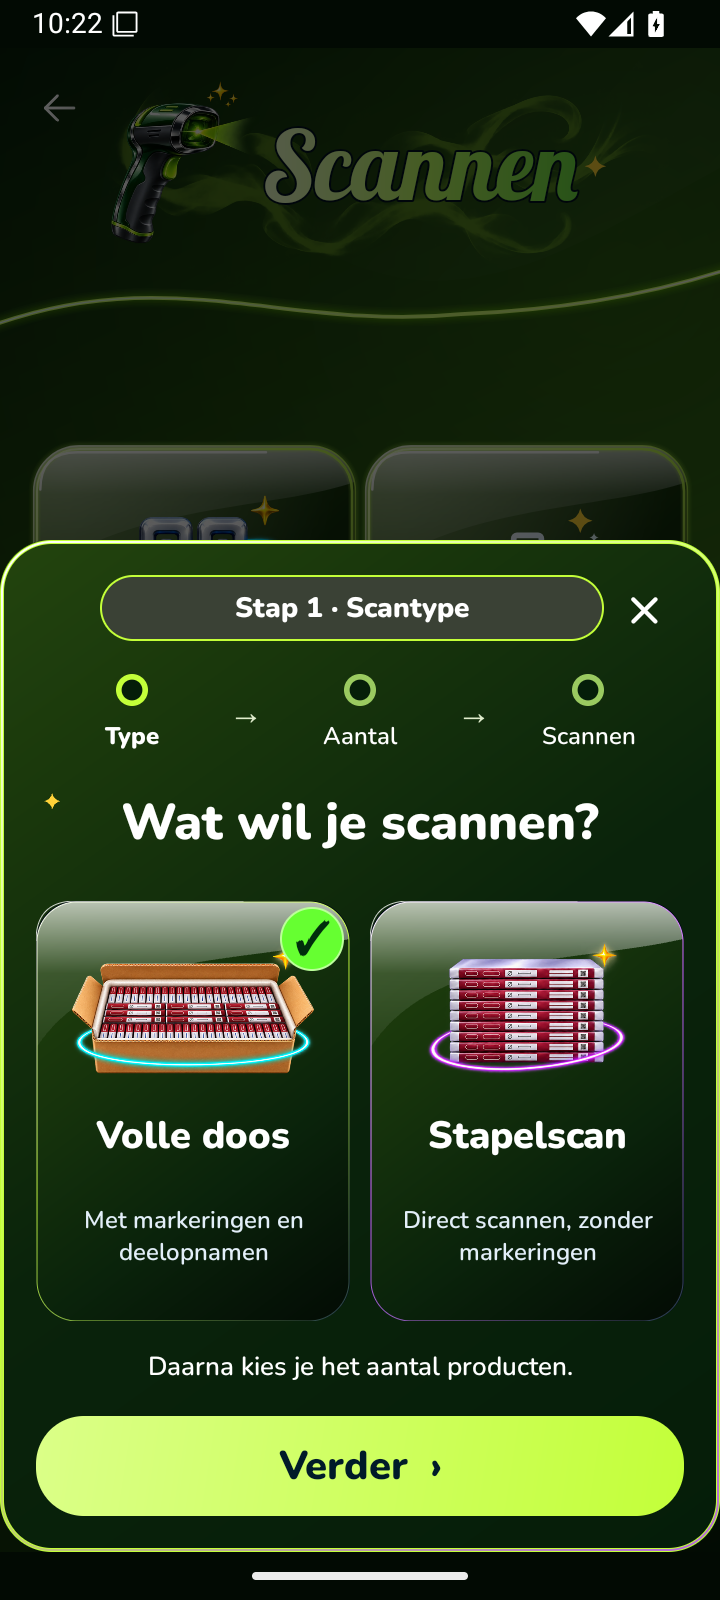 10:22
Scannen
Stap 1 · Scantype
Type → Aantal → Scannen
Wat wil je scannen?
Volle doos
Met markeringen en
deelopnamen
Stapelscan
Direct scannen, zonder
markeringen
Daarna kies je het aantal producten.
Verder ›